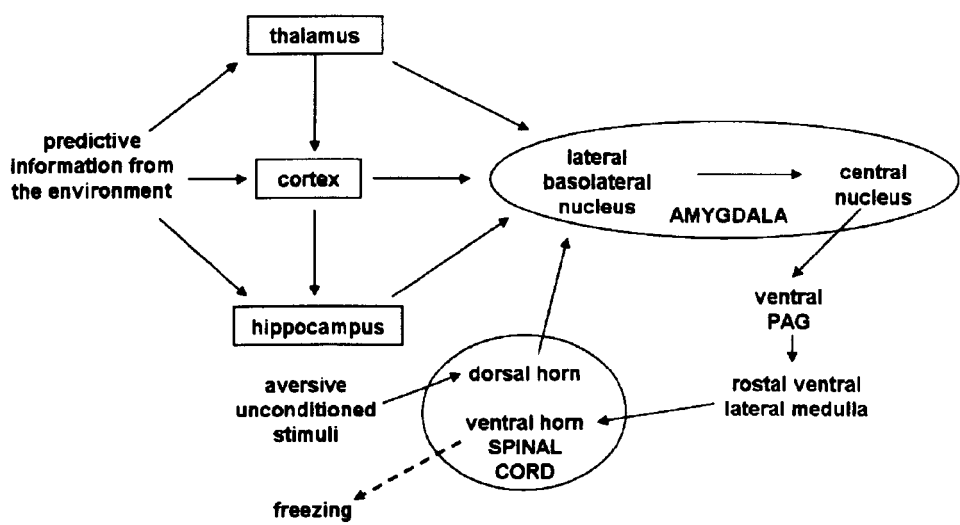 thalamus
predictive
information from
the environment
cortex
hippocampus
lateral
basolateral
nucleus
AMYGDALA
central
nucleus
ventral
PAG
rostal ventral
lateral medulla
aversive
unconditioned
stimuli
dorsal horn
ventral horn
SPINAL
CORD
freezing